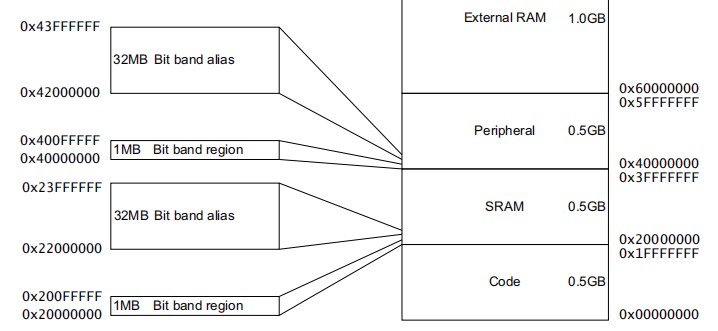 0x43FFFFFF
32MB Bit band alias
0x42000000
0x400FFFFF
1MB Bit band region
0x40000000
0x23FFFFFF
32MB Bit band alias
0x22000000
0x200FFFFF
1MB Bit band region
0x20000000
External RAM 1.0GB
0x60000000
0x5FFFFFFF
Peripheral 0.5GB
0x40000000
0x3FFFFFFF
SRAM 0.5GB
0x20000000
0x1FFFFFFF
Code 0.5GB
0x00000000